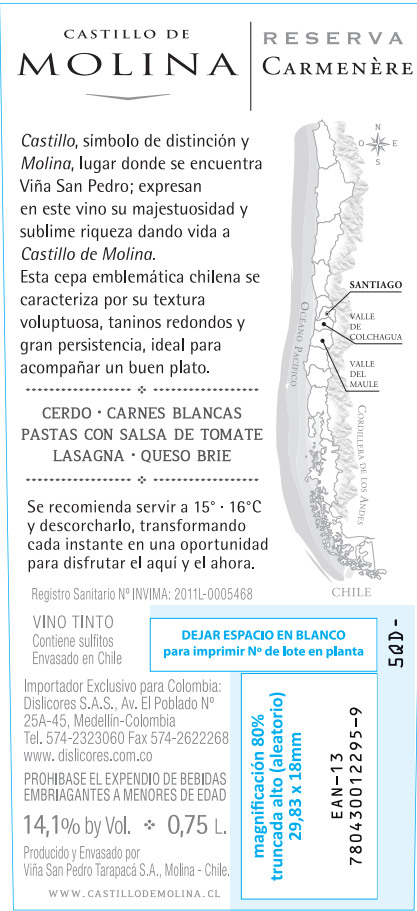 CASTILLO DE
MOLINA
RESERVA
CARMENÈRE
Castillo, símbolo de distinción y
Molina, lugar donde se encuentra
Viña San Pedro; expresan
en este vino su majestuosidad y
sublime riqueza dando vida a
Castillo de Molina.
Esta cepa emblemática chilena se
caracteriza por su textura
voluptuosa, taninos redondos y
gran persistencia, ideal para
acompañar un buen plato.
CERDO · CARNES BLANCAS
PASTAS CON SALSA DE TOMATE
LASAGNA · QUESO BRIE
Se recomienda servir a 15° · 16°C
y descorcharlo, transformando
cada instante en una oportunidad
para disfrutar el aquí y el ahora.
Registro Sanitario Nº INVIMA: 2011L-0005468
N
O E
S
SANTIAGO
VALLE
DE
COLCHAGUA
VALLE
DEL
MAULE
OCÉANO PACÍFICO
CORDILLERA DE LOS ANDES
CHILE
VINO TINTO
Contiene sulfitos
Envasado en Chile
DEJAR ESPACIO EN BLANCO
para imprimir Nº de lote en planta
5QD-
Importador Exclusivo para Colombia:
Dislicores S.A.S., Av. El Poblado Nº
25A-45, Medellín-Colombia
Tel. 574-2323060 Fax 574-2622268
www. dislicores.com.co
PROHIBASE EL EXPENDIO DE BEBIDAS
EMBRIAGANTES A MENORES DE EDAD
14,1% by Vol. 0,75 L.
Producido y Envasado por
Viña San Pedro Tarapacá S.A., Molina - Chile.
WWW.CASTILLODEMOLINA.CL
magnificación 80%
truncada alto (aleatorio)
29,83 x 18mm
EAN-13
780430012295-9